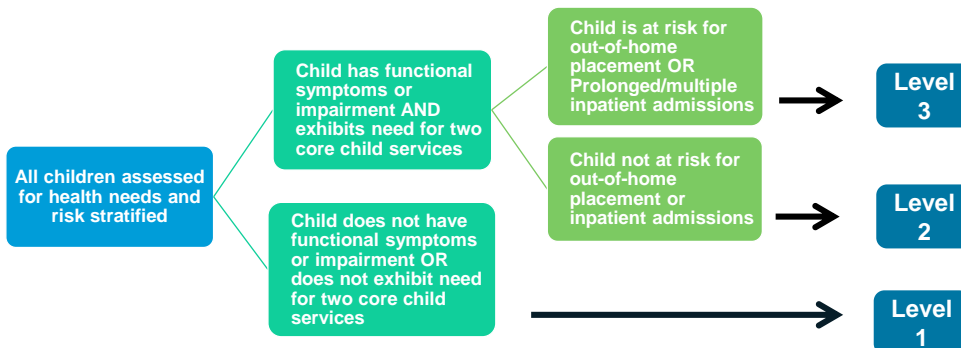 All children assessed
for health needs and
risk stratified
Child has functional
symptoms or
impairment AND
exhibits need for two
core child services
Child does not have
functional symptoms
or impairment OR
does not exhibit need
for two core child
services
Child is at risk for
out-of-home
placement OR
Prolonged/multiple
inpatient admissions
Child not at risk for
out-of-home
placement or
inpatient admissions
Level
3
Level
2
Level
1